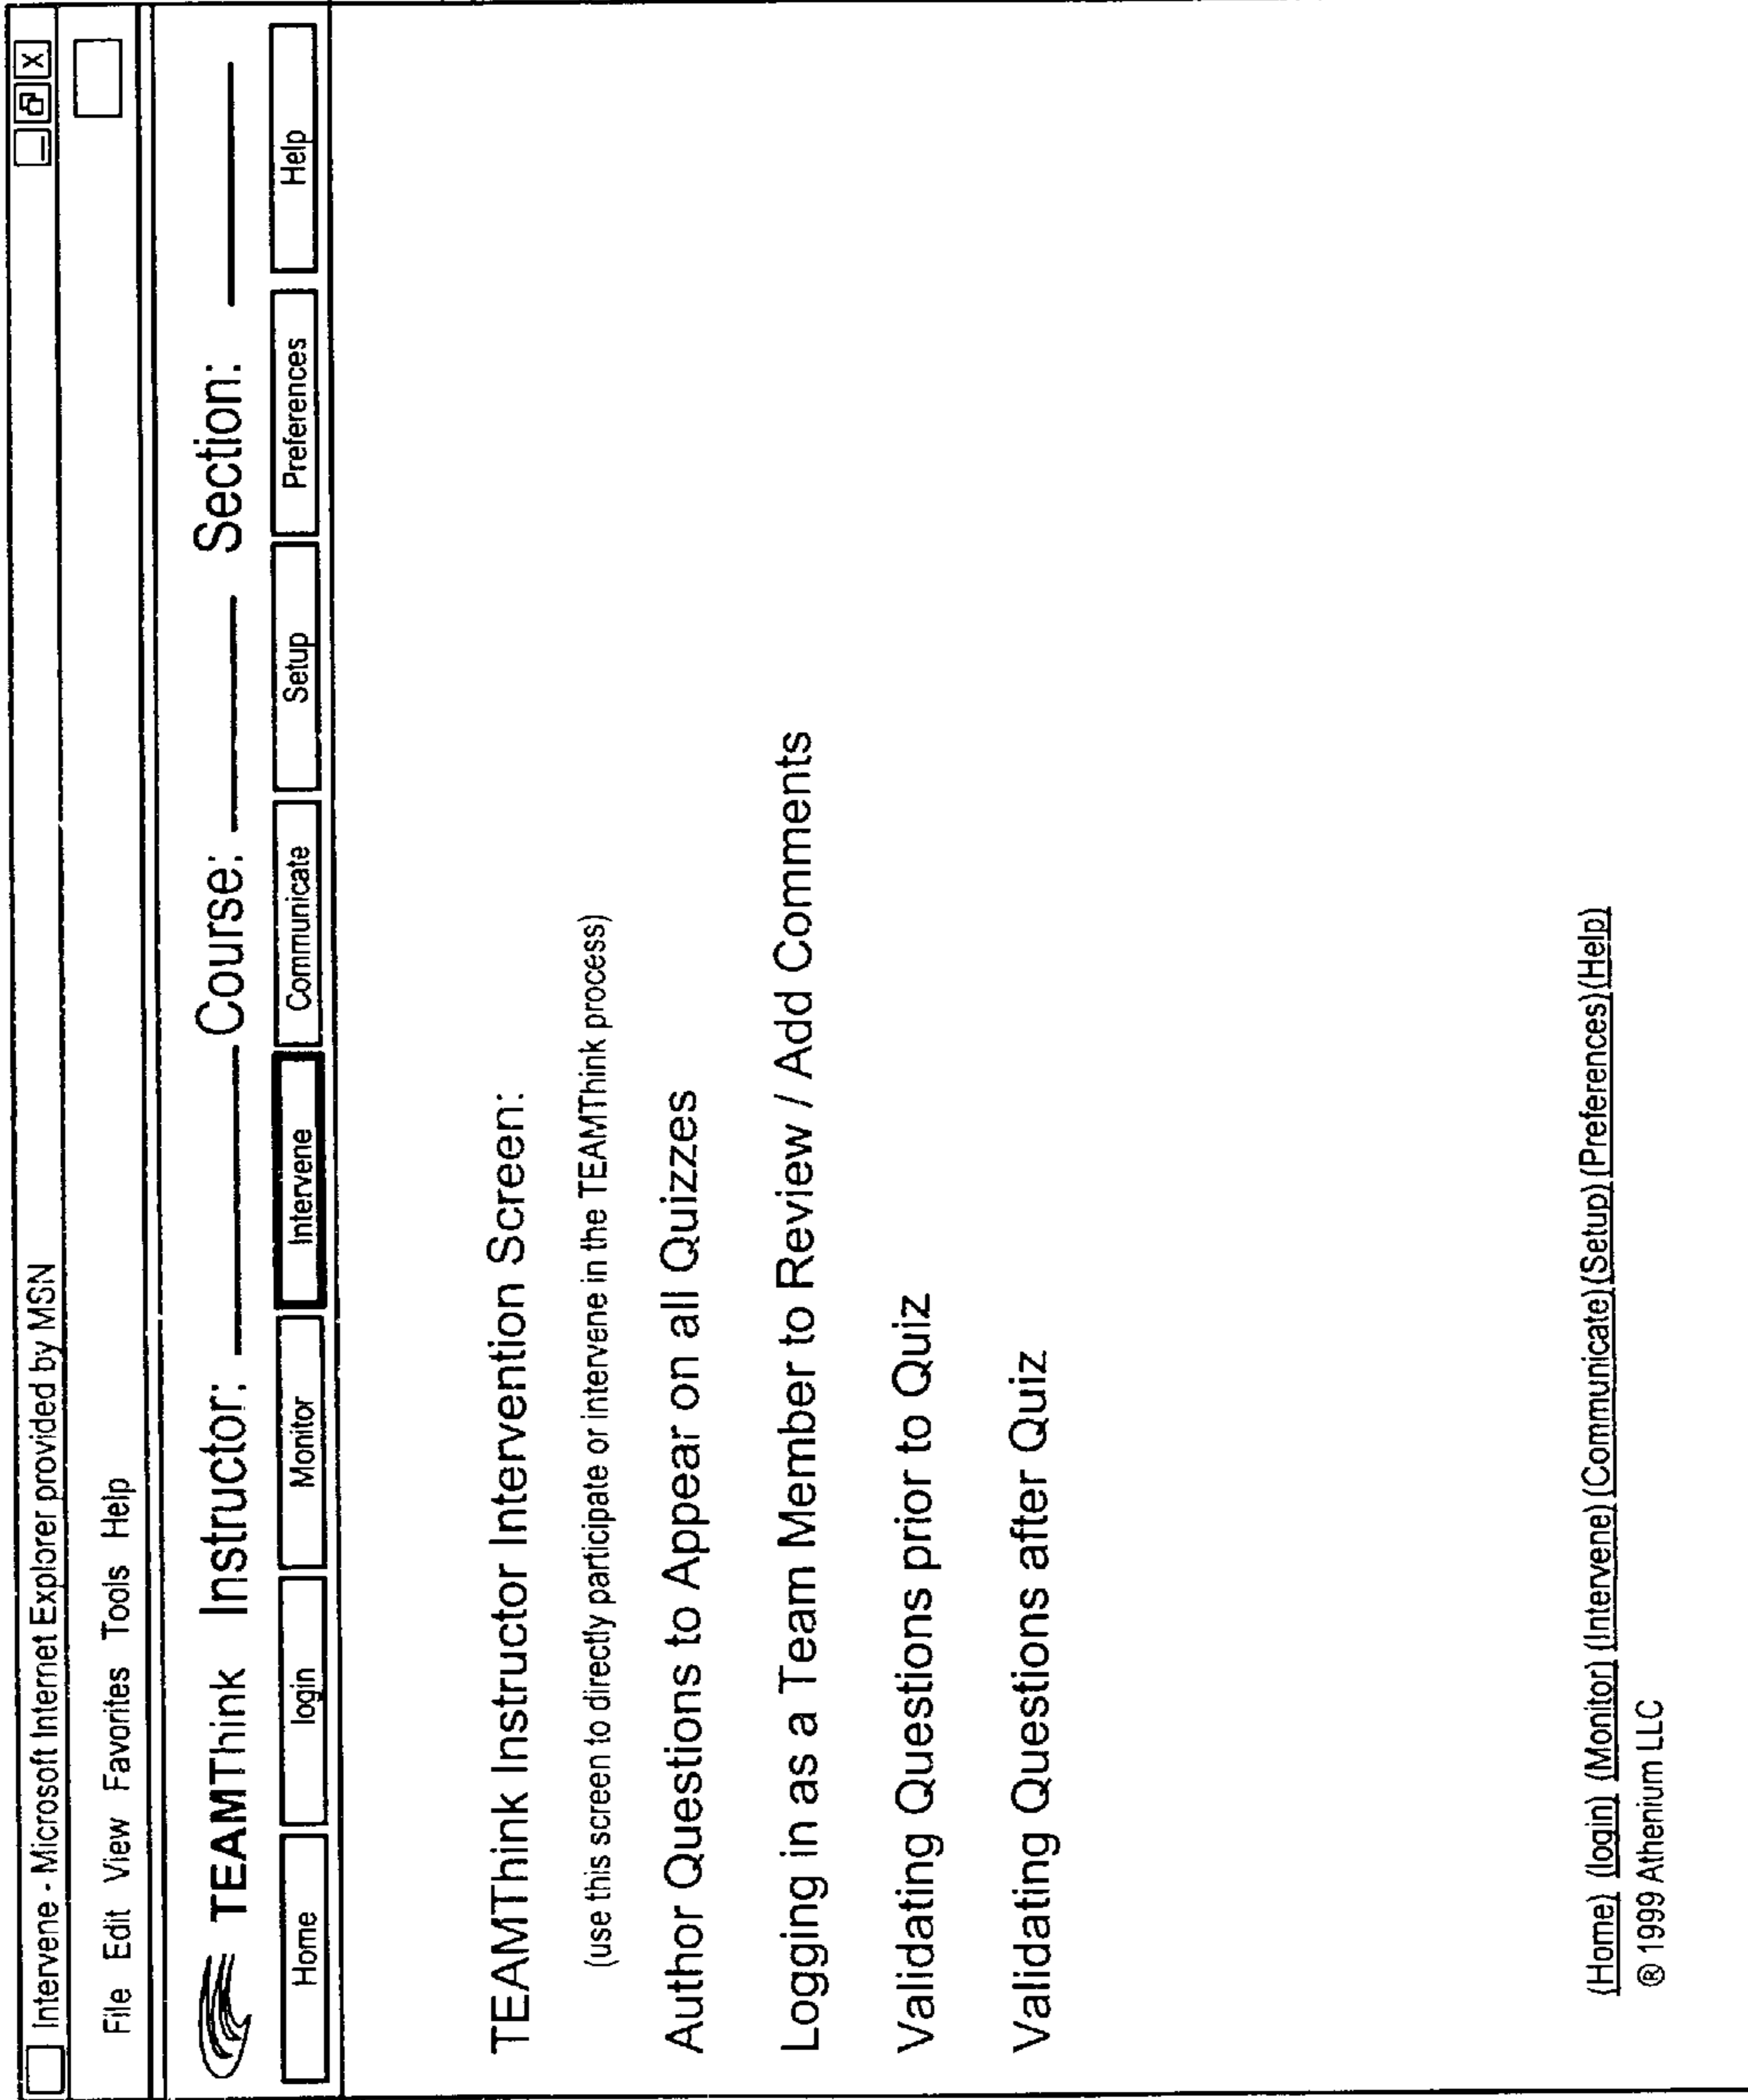 Intervene - Microsoft Internet Explorer provided by MSN
X
File Edit View Favorites Tools Help
TEAMThink Instructor: Course: Section:
Home login Monitor Intervene Communicate Setup Preferences Help
TEAMThink Instructor Intervention Screen:
(use this screen to directly participate or intervene in the TEAMThink process)
Author Questions to Appear on all Quizzes
Logging in as a Team Member to Review / Add Comments
Validating Questions prior to Quiz
Validating Questions after Quiz
(Home) (login) (Monitor) (Intervene) (Communicate) (Setup) (Preferences) (Help)
® 1999 Athenium LLC